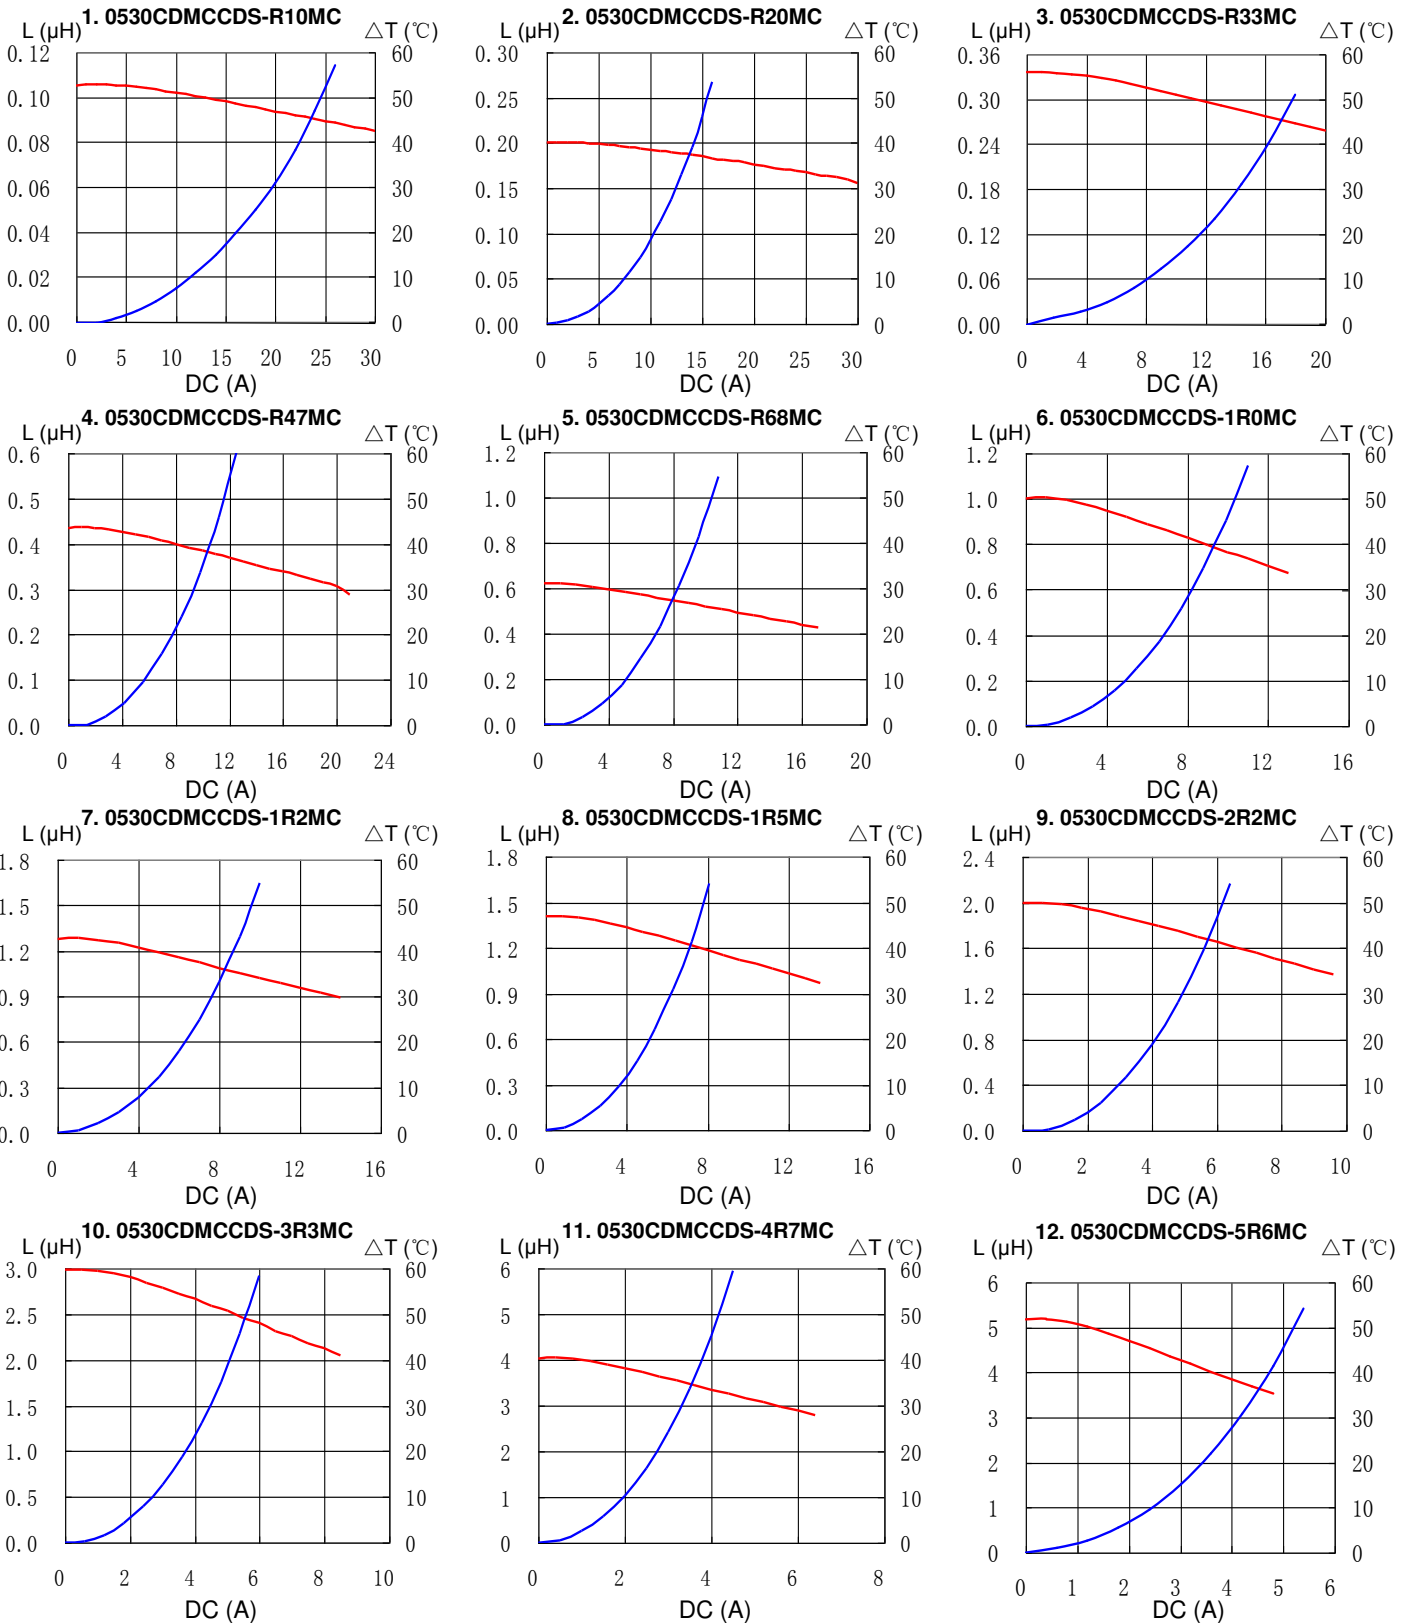 1. 0530CDMCCDS-R10MC
L (μH) △T (℃)
0.12 60
0.10 50
0.08 40
0.06 30
0.04 20
0.02 10
0.00 0
0 5 10 15 20 25 30
DC (A)
2. 0530CDMCCDS-R20MC
L (μH) △T (℃)
0.30 60
0.25 50
0.20 40
0.15 30
0.10 20
0.05 10
0.00 0
0 5 10 15 20 25 30
DC (A)
3. 0530CDMCCDS-R33MC
L (μH) △T (℃)
0.36 60
0.30 50
0.24 40
0.18 30
0.12 20
0.06 10
0.00 0
0 4 8 12 16 20
DC (A)
4. 0530CDMCCDS-R47MC
L (μH) △T (℃)
0.6 60
0.5 50
0.4 40
0.3 30
0.2 20
0.1 10
0.0 0
0 4 8 12 16 20 24
DC (A)
5. 0530CDMCCDS-R68MC
L (μH) △T (℃)
1.2 60
1.0 50
0.8 40
0.6 30
0.4 20
0.2 10
0.0 0
0 4 8 12 16 20
DC (A)
6. 0530CDMCCDS-1R0MC
L (μH) △T (℃)
1.2 60
1.0 50
0.8 40
0.6 30
0.4 20
0.2 10
0.0 0
0 4 8 12 16
DC (A)
7. 0530CDMCCDS-1R2MC
L (μH) △T (℃)
1.8 60
1.5 50
1.2 40
0.9 30
0.6 20
0.3 10
0.0 0
0 4 8 12 16
DC (A)
8. 0530CDMCCDS-1R5MC
L (μH) △T (℃)
1.8 60
1.5 50
1.2 40
0.9 30
0.6 20
0.3 10
0.0 0
0 4 8 12 16
DC (A)
9. 0530CDMCCDS-2R2MC
L (μH) △T (℃)
2.4 60
2.0 50
1.6 40
1.2 30
0.8 20
0.4 10
0.0 0
0 2 4 6 8 10
DC (A)
10. 0530CDMCCDS-3R3MC
L (μH) △T (℃)
3.0 60
2.5 50
2.0 40
1.5 30
1.0 20
0.5 10
0.0 0
0 2 4 6 8 10
DC (A)
11. 0530CDMCCDS-4R7MC
L (μH) △T (℃)
6 60
5 50
4 40
3 30
2 20
1 10
0 0
0 2 4 6 8
DC (A)
12. 0530CDMCCDS-5R6MC
L (μH) △T (℃)
6 60
5 50
4 40
3 30
2 20
1 10
0 0
0 1 2 3 4 5 6
DC (A)